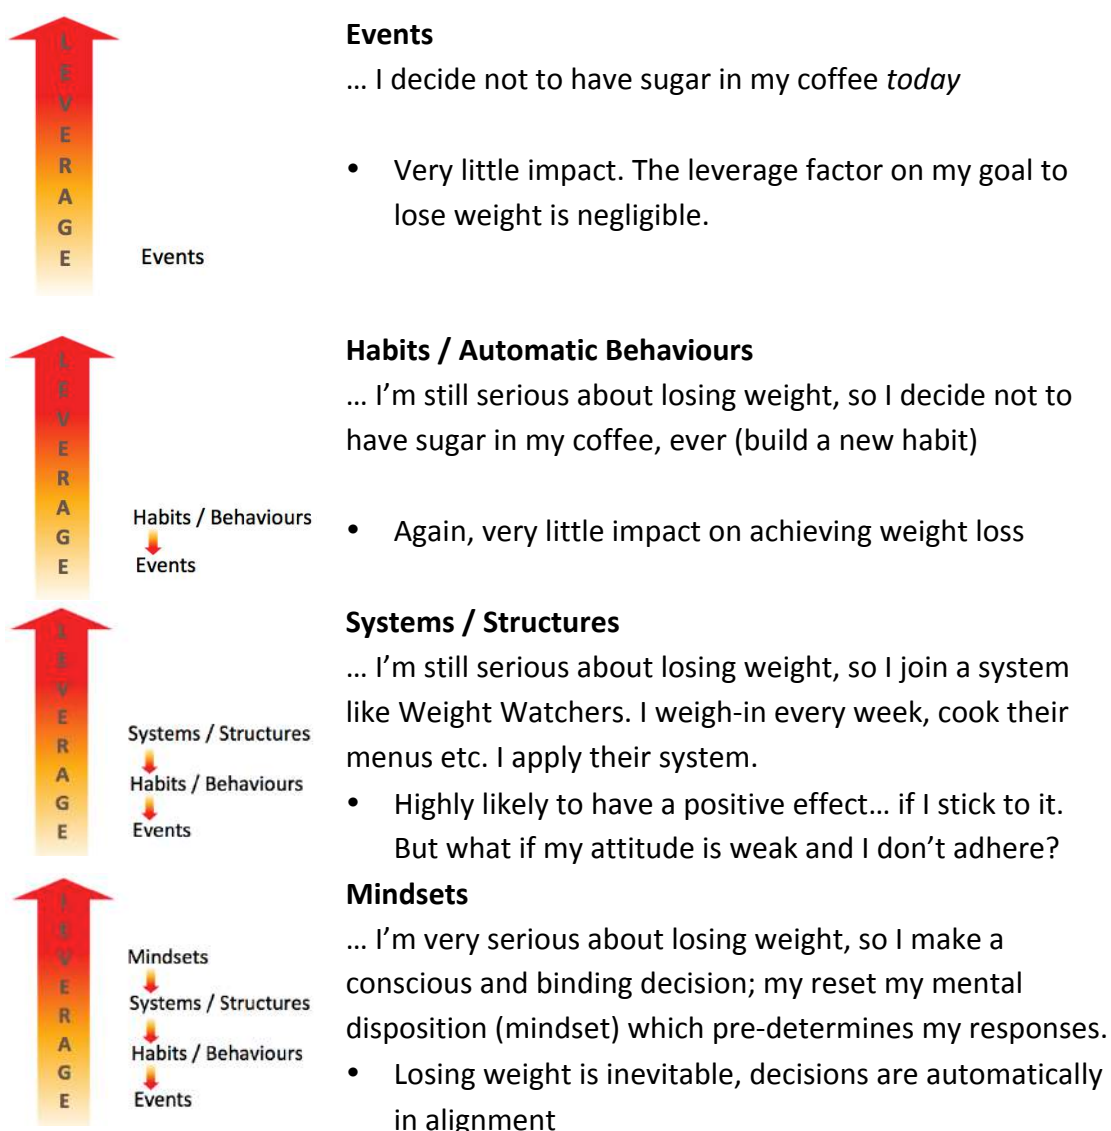 LEVERAGE
Events
Events
… I decide not to have sugar in my coffee today
• Very little impact. The leverage factor on my goal to
lose weight is negligible.
LEVERAGE
Habits / Behaviours
Events
Habits / Automatic Behaviours
… I’m still serious about losing weight, so I decide not to
have sugar in my coffee, ever (build a new habit)
• Again, very little impact on achieving weight loss
LEVERAGE
Systems / Structures
Habits / Behaviours
Events
Systems / Structures
… I’m still serious about losing weight, so I join a system
like Weight Watchers. I weigh-in every week, cook their
menus etc. I apply their system.
• Highly likely to have a positive effect… if I stick to it.
But what if my attitude is weak and I don’t adhere?
LEVERAGE
Mindsets
Systems / Structures
Habits / Behaviours
Events
Mindsets
… I’m very serious about losing weight, so I make a
conscious and binding decision; my reset my mental
disposition (mindset) which pre-determines my responses.
• Losing weight is inevitable, decisions are automatically
in alignment